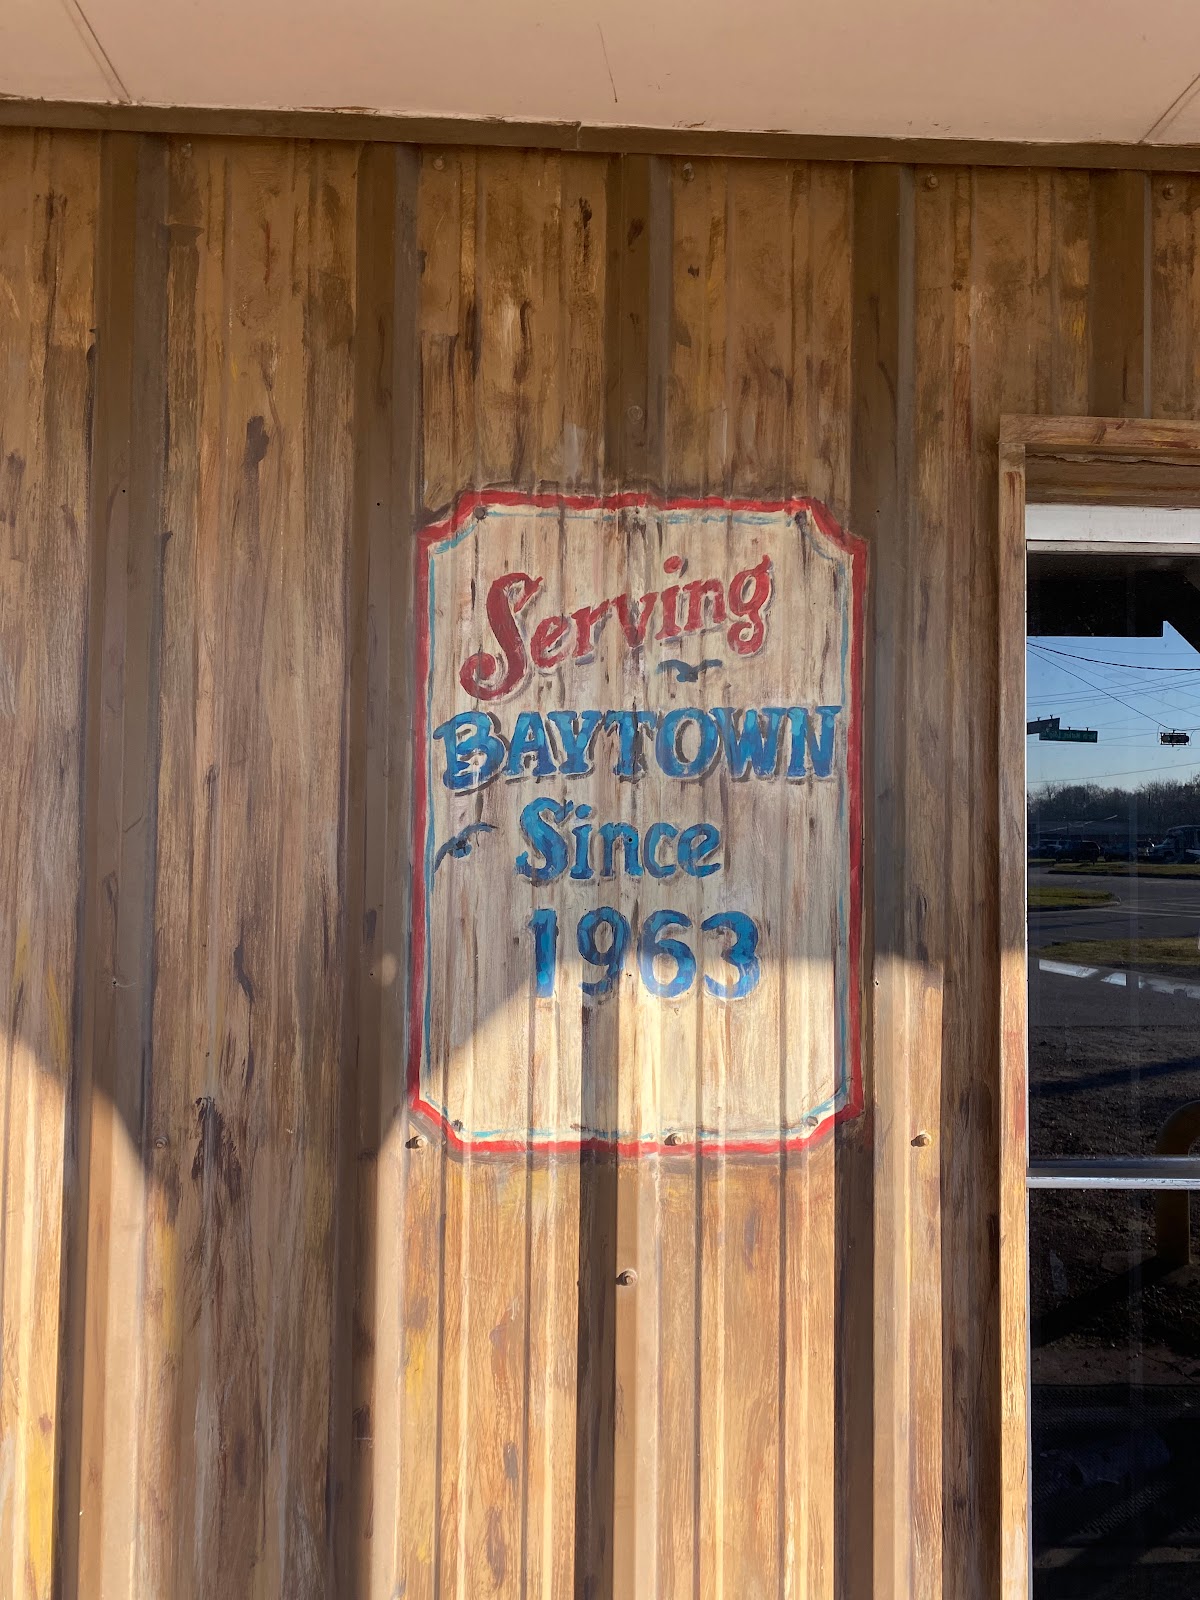 Serving
BAYTOWN
Since
1963